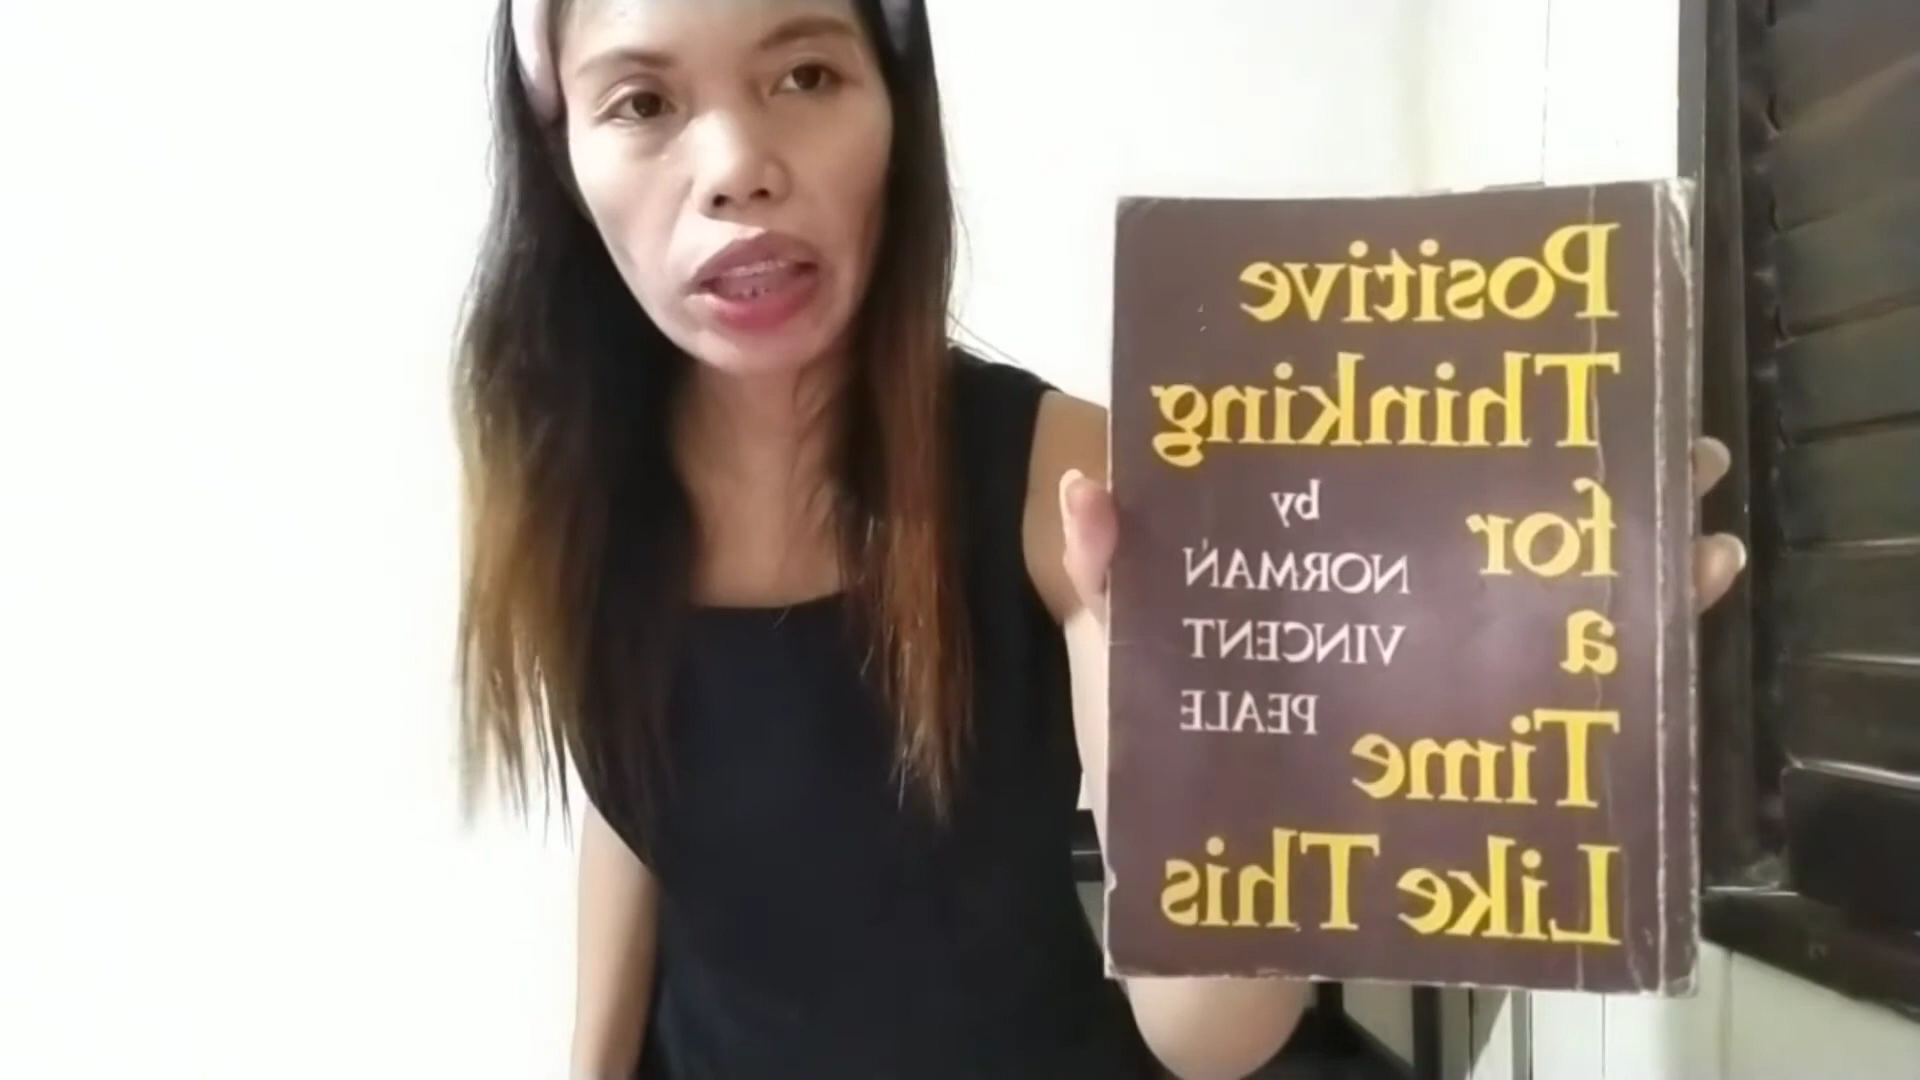 Positive
Thinking
for
a
Time
Like This
by
NORMAN
VINCENT
PEALE